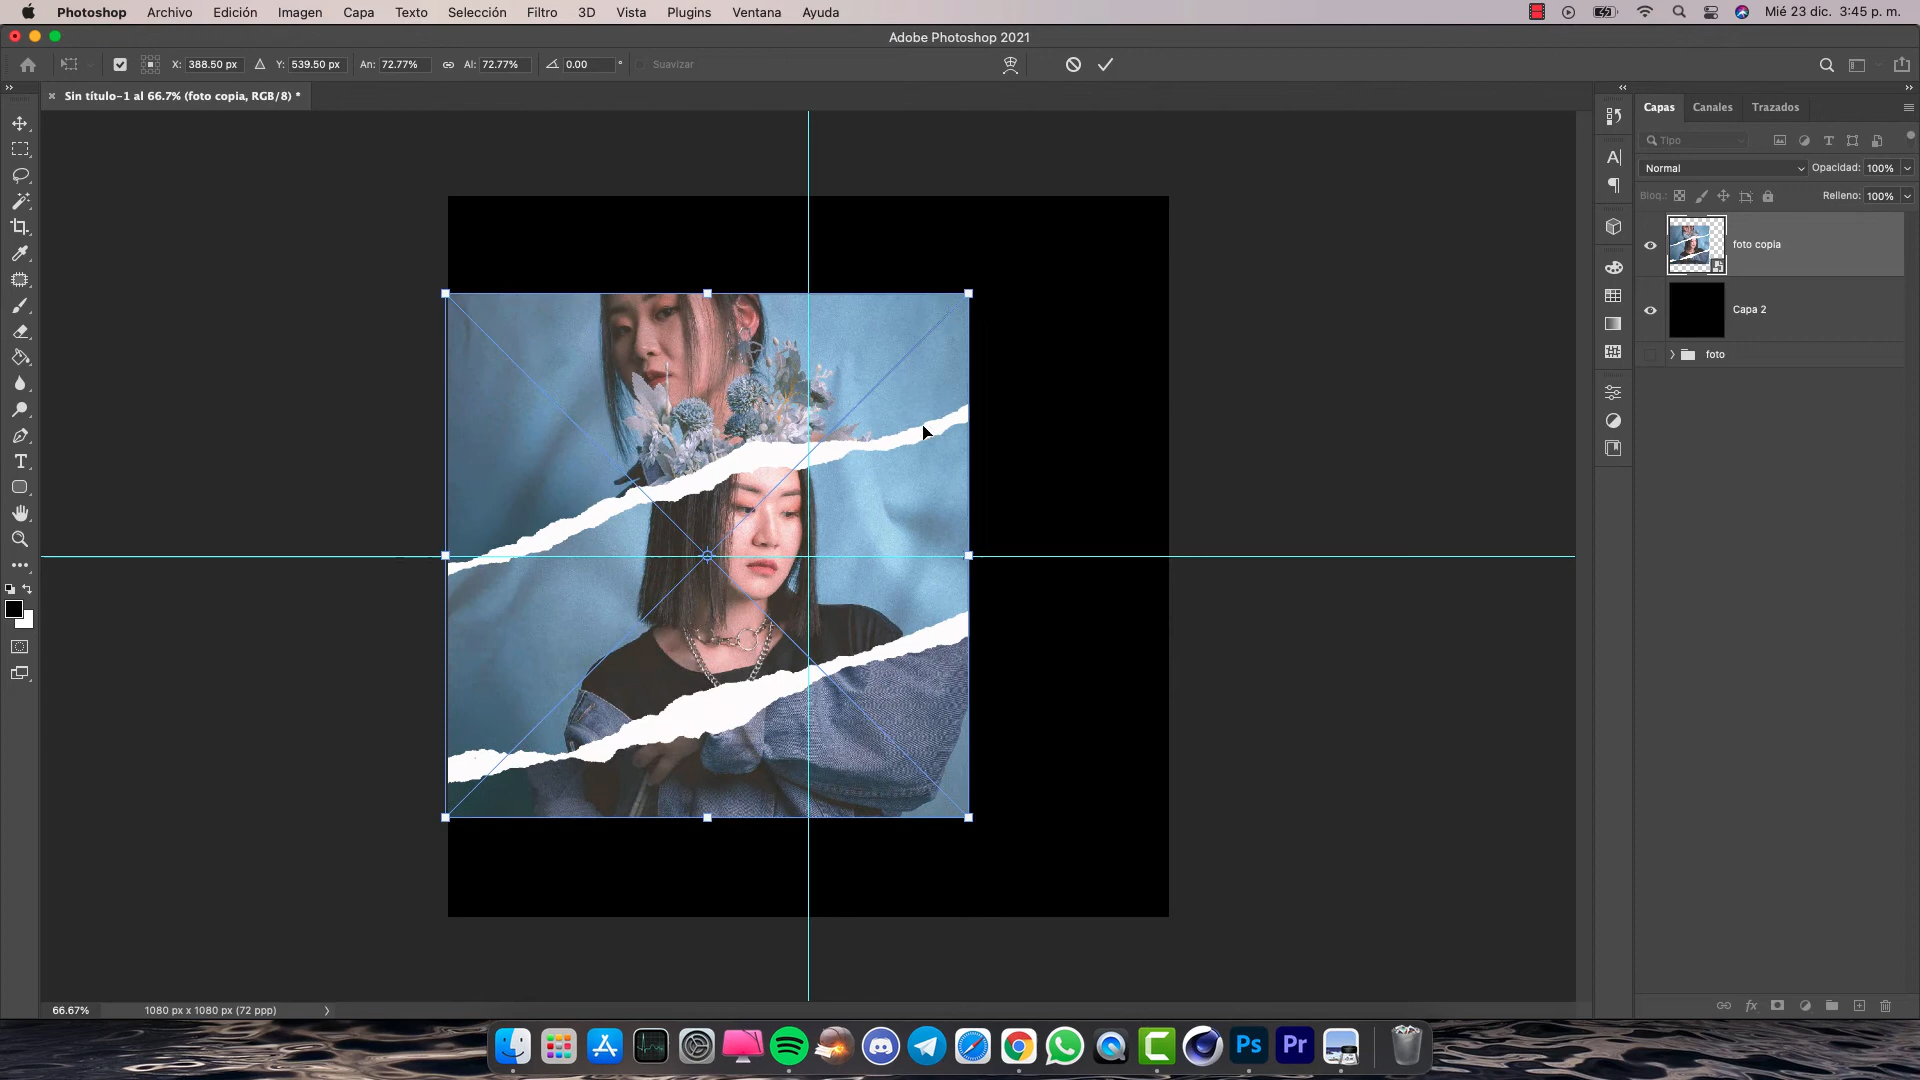 Photoshop Archivo Edición Imagen Capa Texto Selección Filtro 3D Vista Plugins Ventana Ayuda Mié 23 dic. 3:45 p. m.
Adobe Photoshop 2021
X: 388.50 px Y: 539.50 px An: 72.77% Al: 72.77% 0.00 ° Suavizar
Sin título-1 al 66.7% (foto copia, RGB/8) *
Capas Canales Trazados
Tipo
Normal Opacidad: 100%
Bloq.: Relleno: 100%
foto copia
Capa 2
foto
66.67% 1080 px x 1080 px (72 ppp)
Ps Pr